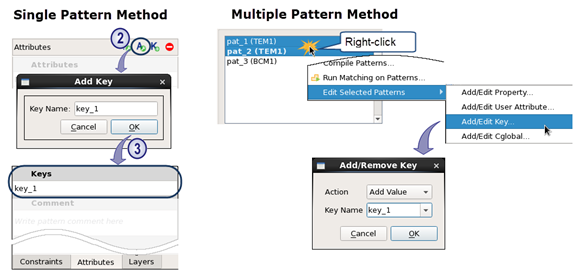 Single Pattern Method
2
Attributes
A K
Attributes
Add Key
Key Name: key_1
Cancel OK
3
Keys
key_1
Comment
Write pattern comment here
Constraints Attributes Layers
Multiple Pattern Method
pat_1 (TEM1)
pat_2 (TEM1)
pat_3 (BCM1)
Right-click
Compile Patterns...
Run Matching on Patterns...
Edit Selected Patterns
Add/Edit Property...
Add/Edit User Attribute...
Add/Edit Key...
Add/Edit Cglobal...
Add/Remove Key
Action Add Value
Key Name key_1
Cancel OK